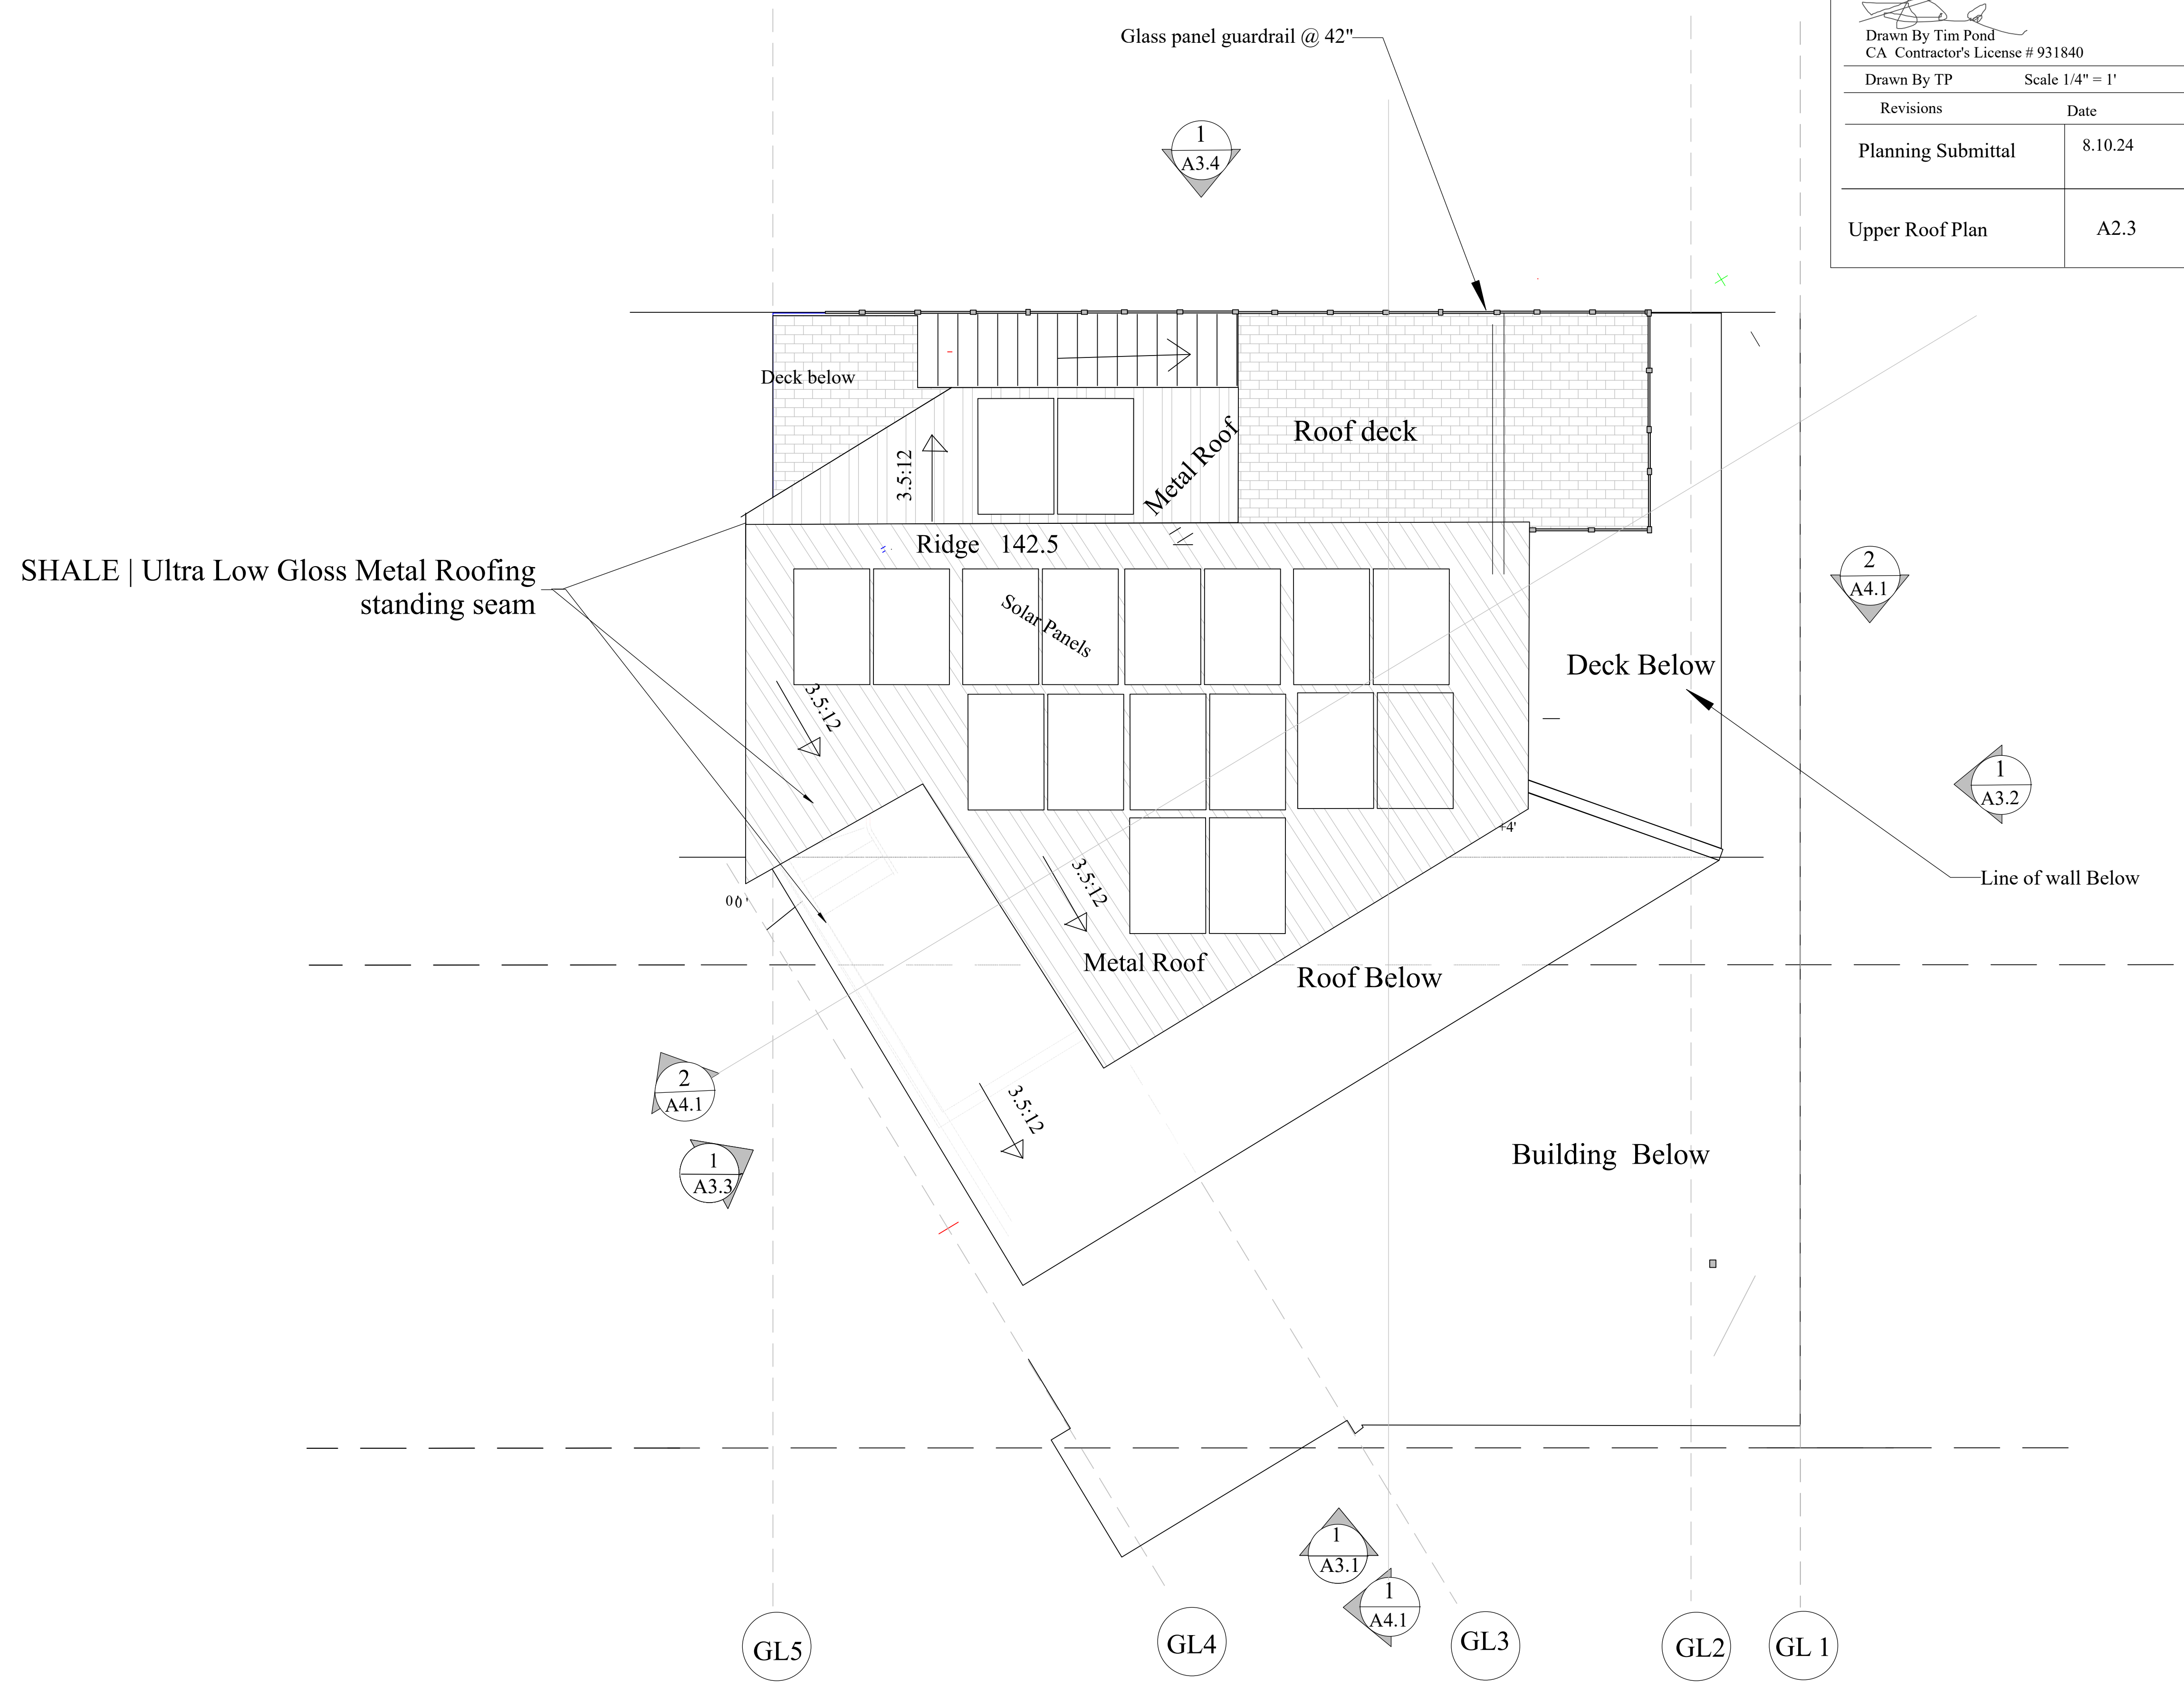 Glass panel guardrail @ 42"
Drawn By Tim Pond
CA Contractor's License # 931840
Drawn By TP Scale 1/4" = 1'
Revisions Date
Planning Submittal 8.10.24
Upper Roof Plan A2.3
1
A3.4
Deck below
3.5:12
Metal Roof
Roof deck
Ridge 142.5
SHALE | Ultra Low Gloss Metal Roofing
standing seam
Solar Panels
2
A4.1
Deck Below
3.5:12
1
A3.2
+4'
3.5:12
Line of wall Below
Metal Roof
Roof Below
2
A4.1
3.5:12
1
A3.3
Building Below
1
A3.1
1
A4.1
GL5
GL4
GL3
GL2
GL 1